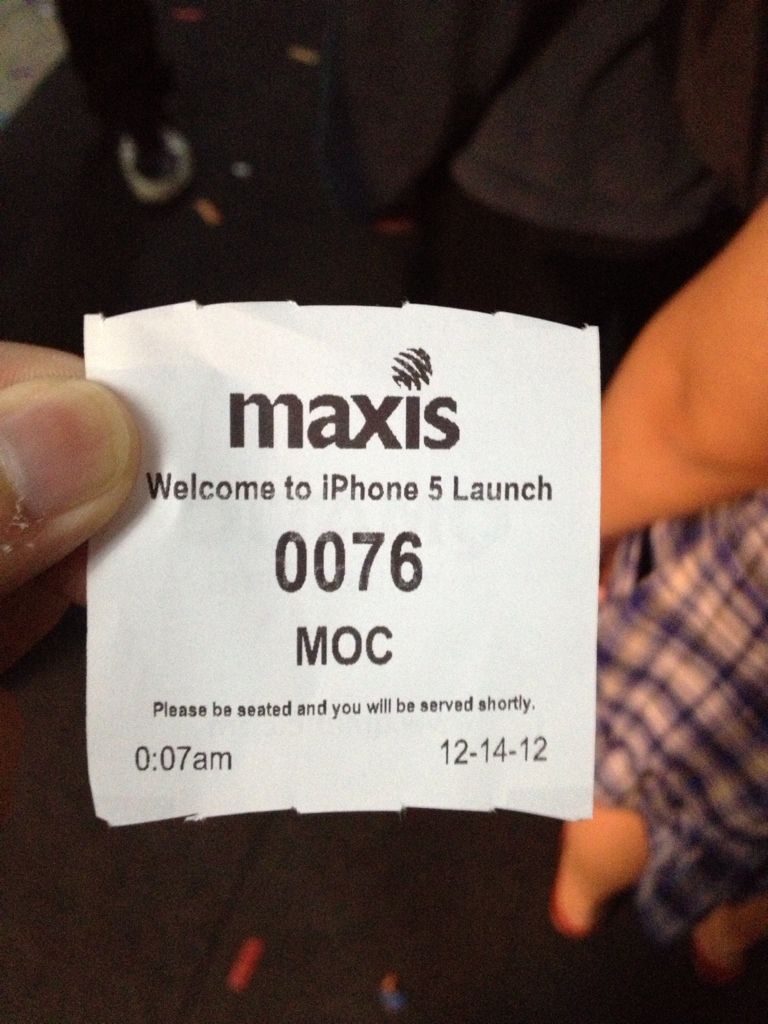 maxis
Welcome to iPhone 5 Launch
0076
MOC
Please be seated and you will be served shortly.
0:07am 12-14-12